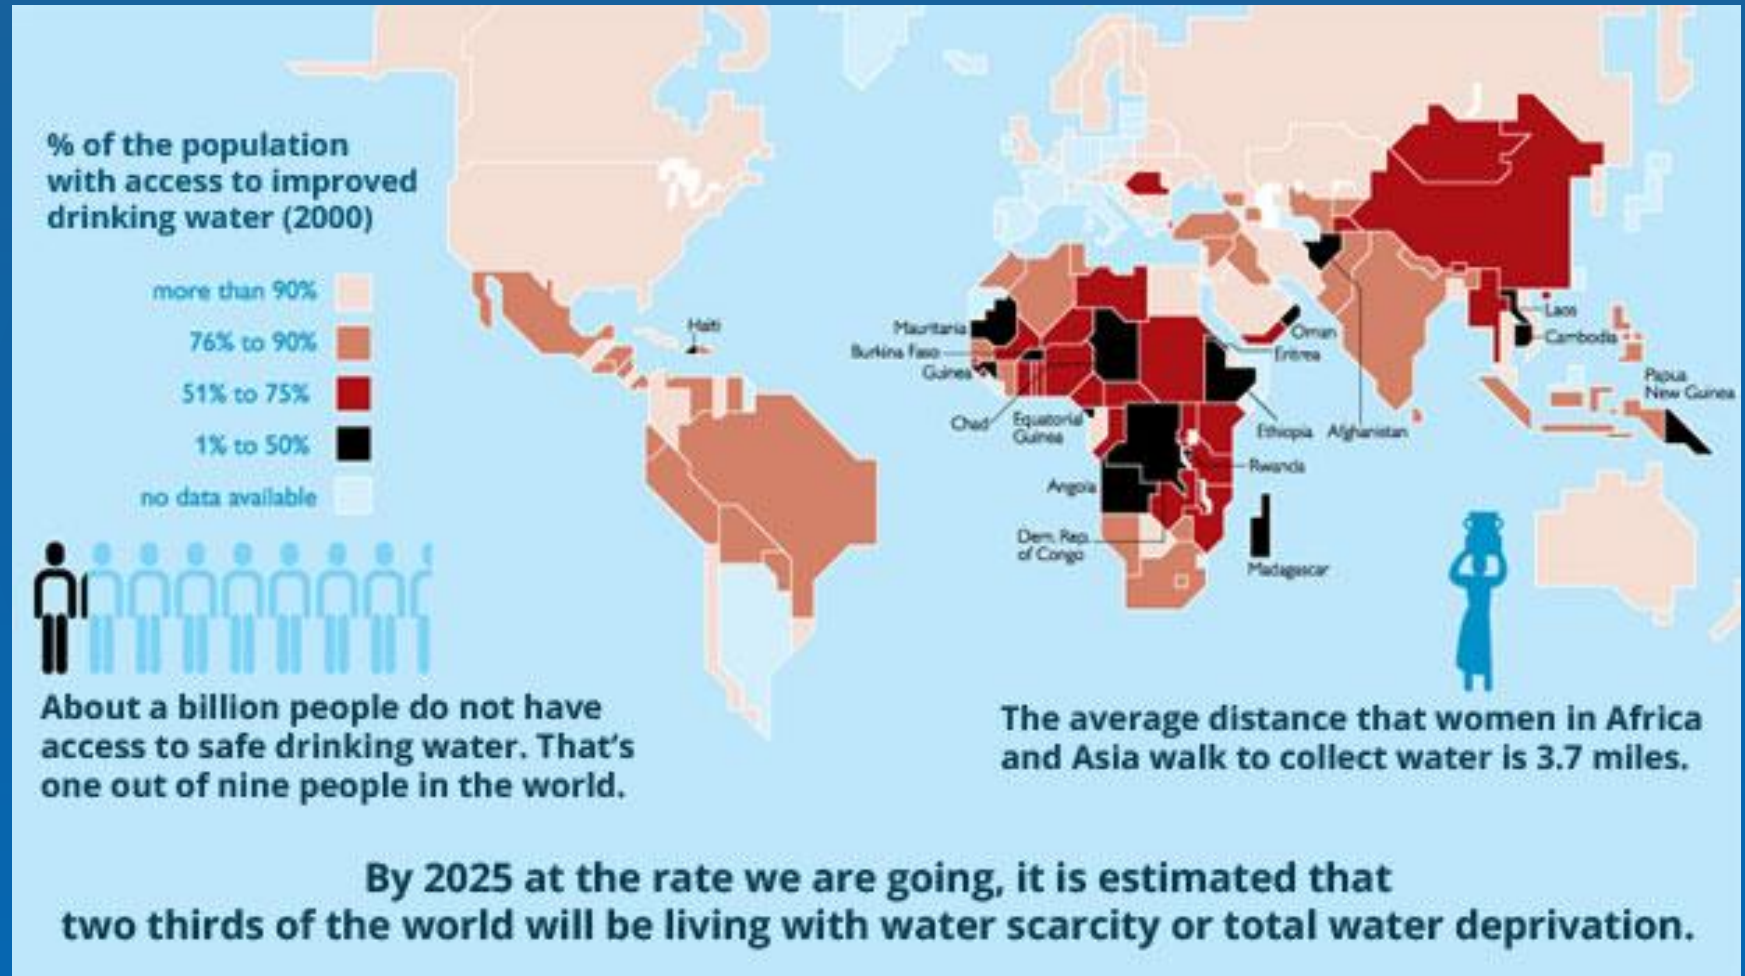 % of the population
with access to improved
drinking water (2000)
more than 90%
76% to 90%
51% to 75%
1% to 50%
no data available
Haiti
Mauritania
Burkina Faso
Guinea
Chad
Equatorial
Guinea
Angola
Dem. Rep.
of Congo
Oman
Eritrea
Ethiopia
Afghanistan
Rwanda
Madagascar
Laos
Cambodia
Papua
New Guinea
About a billion people do not have
access to safe drinking water. That's
one out of nine people in the world.
The average distance that women in Africa
and Asia walk to collect water is 3.7 miles.
By 2025 at the rate we are going, it is estimated that
two thirds of the world will be living with water scarcity or total water deprivation.